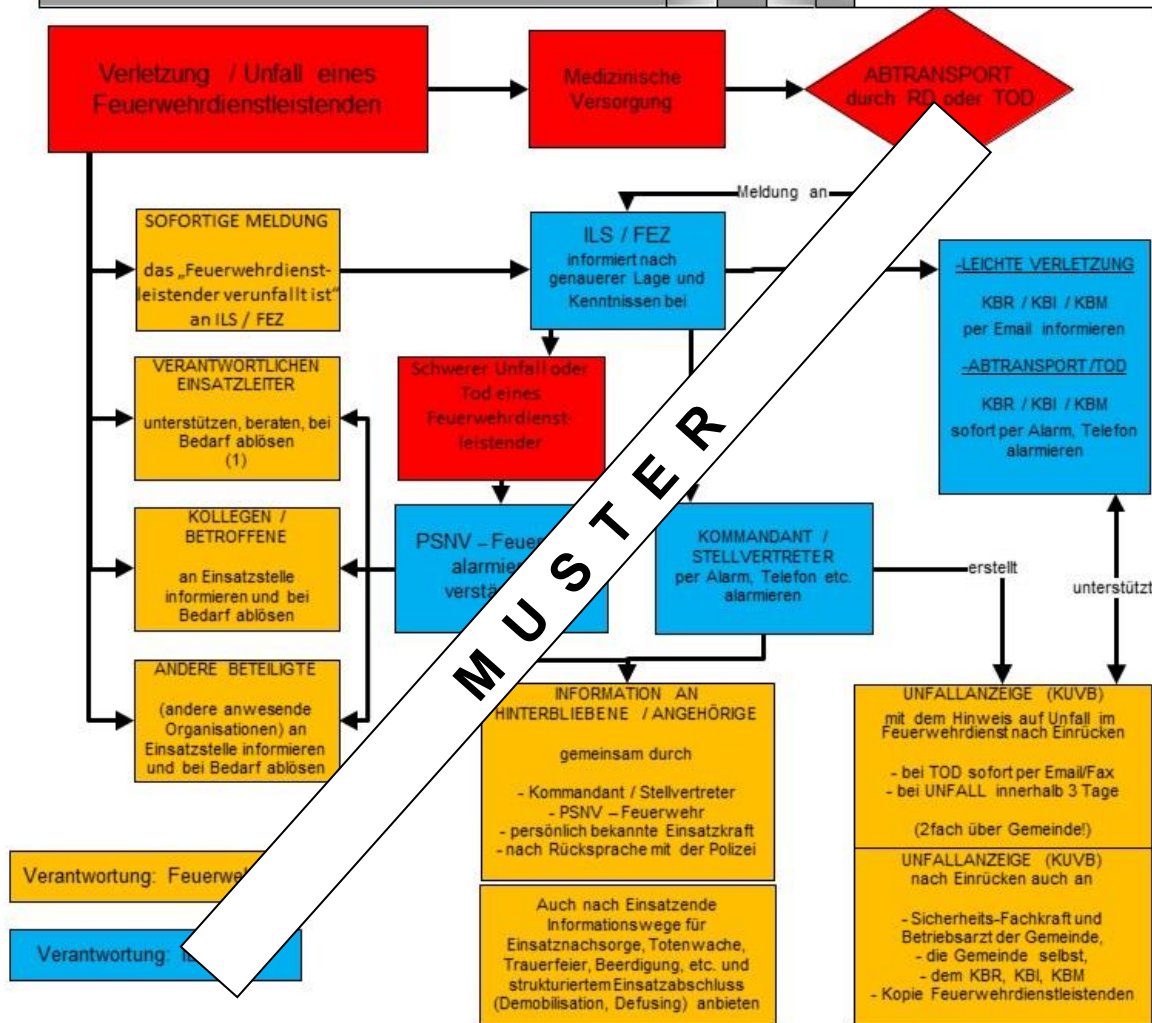 Verletzung / Unfall eines
Feuerwehrdienstleistenden
Medizinische
Versorgung
ABTRANSPORT
durch RD oder TOD
Meldung an
SOFORTIGE MELDUNG
das „Feuerwehrdienst-
leistender verunfallt ist“
an ILS / FEZ
ILS / FEZ
informiert nach
genauerer Lage und
Kenntnissen bei
-LEICHTE VERLETZUNG
KBR / KBI / KBM
per Email informieren
-ABTRANSPORT/TOD
KBR / KBI / KBM
sofort per Alarm, Telefon
alarmieren
VERANTWORTLICHEN
EINSATZLEITER
unterstützen, beraten, bei
Bedarf ablösen
(1)
Schwerer Unfall oder
Tod eines
Feuerwehrdienst-
leistender
KOLLEGEN /
BETROFFENE
an Einsatzstelle
informieren und bei
Bedarf ablösen
PSNV –
KOMMANDANT /
STELLVERTRETER
per Alarm, Telefon etc.
alarmieren
erstellt
unterstützt
ANDERE BETEILIGTE
(andere anwesende
Organisationen) an
Einsatzstelle informieren
und bei Bedarf ablösen
MUSTER
INFORMATION AN
HINTERBLIEBENE / ANGEHÖRIGE
gemeinsam durch
- Kommandant / Stellvertreter
- PSNV – Feuerwehr
- persönlich bekannte Einsatzkraft
- nach Rücksprache mit der Polizei
UNFALLANZEIGE (KUVB)
mit dem Hinweis auf Unfall im
Feuerwehrdienst nach Einrücken
- bei TOD sofort per Email/Fax
- bei UNFALL innerhalb 3 Tage
(2fach über Gemeinde!)
Verantwortung:
Verantwortung:
Auch nach Einsatzende
Informationswege für
Einsatznachsorge, Totenwache,
Trauerfeier, Beerdigung, etc. und
strukturiertem Einsatzabschluss
(Demobilisation, Defusing) anbieten
UNFALLANZEIGE (KUVB)
nach Einrücken auch an
- Sicherheits-Fachkraft und
Betriebsarzt der Gemeinde,
- die Gemeinde selbst,
- dem KBR, KBI, KBM
- Kopie Feuerwehrdienstleistenden